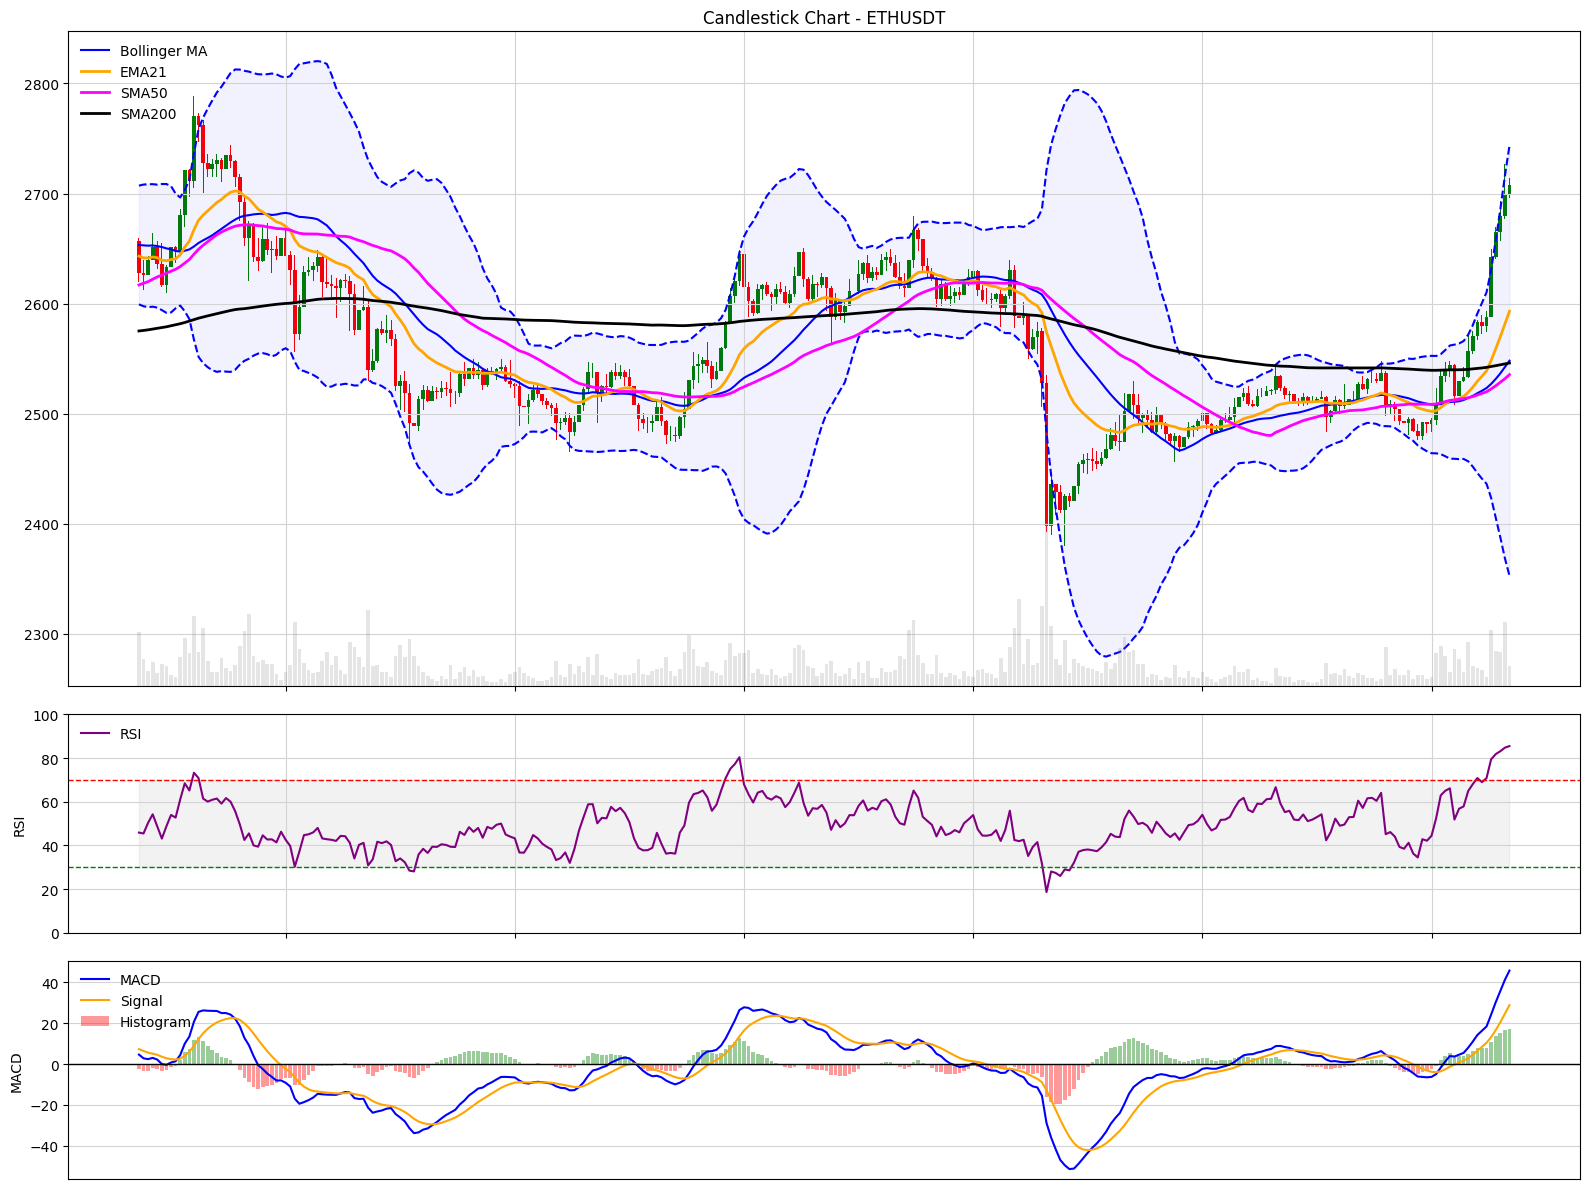 Candlestick Chart - ETHUSDT
Bollinger MA
EMA21
SMA50
SMA200
2800
2700
2600
2500
2400
2300
RSI
100
80
60
40
20
0
RSI
MACD
Signal
Histogram
40
20
0
−20
−40
MACD